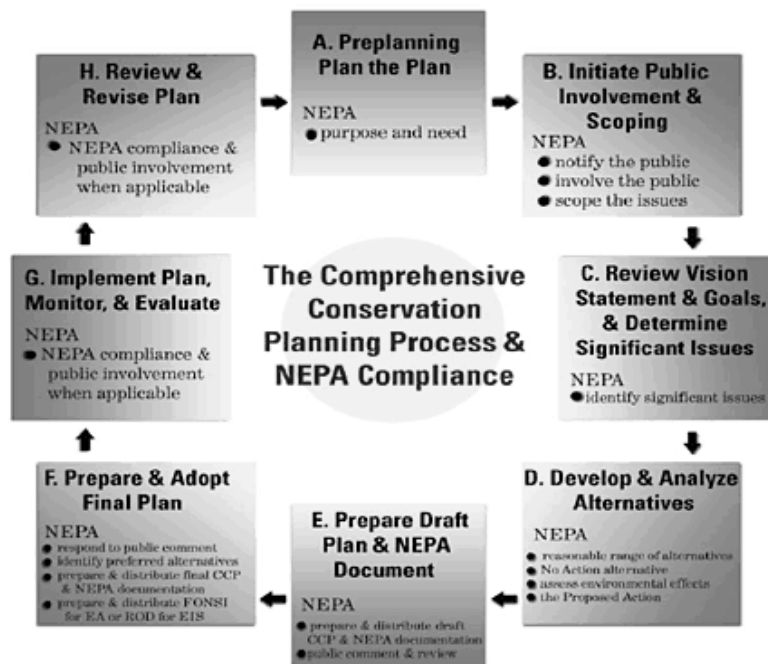 A. Preplanning
Plan the Plan
NEPA
● purpose and need
B. Initiate Public
Involvement &
Scoping
NEPA
● notify the public
● involve the public
● scope the issues
C. Review Vision
Statement & Goals,
& Determine
Significant Issues
NEPA
● identify significant issues
D. Develop & Analyze
Alternatives
NEPA
● reasonable range of alternatives
● No Action alternative
● assess environmental effects
● the Proposed Action
E. Prepare Draft
Plan & NEPA
Document
NEPA
● prepare & distribute draft
CCP & NEPA documentation
● public comment & review
F. Prepare & Adopt
Final Plan
NEPA
● respond to public comment
● identify preferred alternatives
● prepare & distribute final CCP
& NEPA documentation
● prepare & distribute FONSI
for EA or ROD for EIS
G. Implement Plan,
Monitor, & Evaluate
NEPA
● NEPA compliance &
public involvement
when applicable
H. Review &
Revise Plan
NEPA
● NEPA compliance &
public involvement
when applicable
The Comprehensive
Conservation
Planning Process &
NEPA Compliance